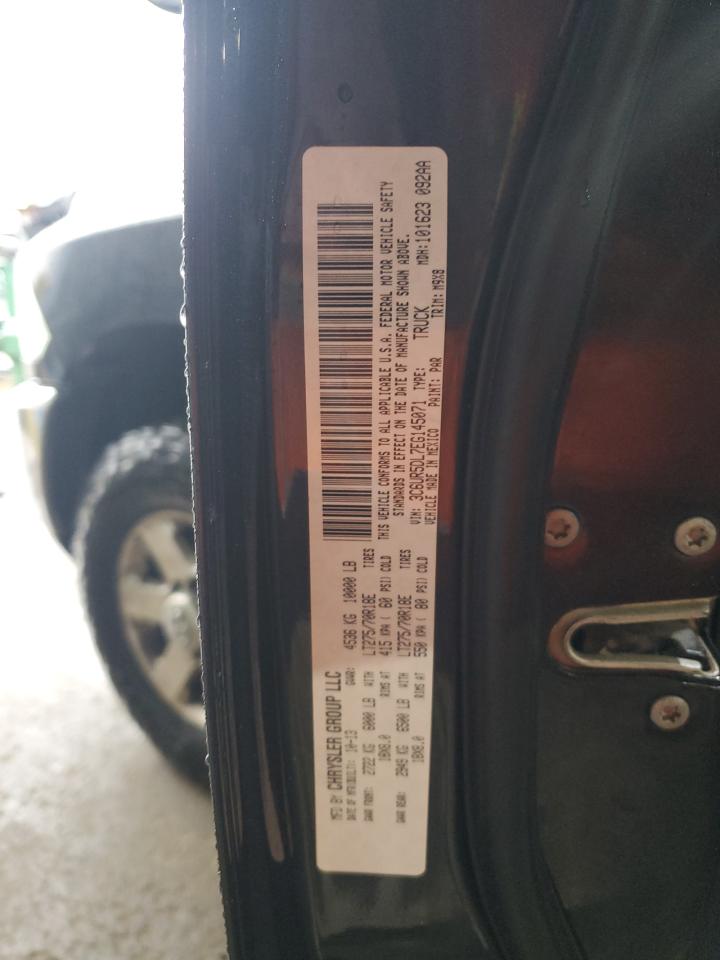 MFD BY CHRYSLER GROUP LLC
DATE OF MFR(BUILT): 10-13 GVWR: 4536 KG 10000 LB
GAWR FRONT: 2722 KG 6000 LB WITH LT275/70R18E TIRES
18X8.0 RIMS AT 415 KPA ( 60 PSI) COLD
GAWR REAR: 2949 KG 6500 LB WITH LT275/70R18E TIRES
18X8.0 RIMS AT 550 KPA ( 80 PSI) COLD
THIS VEHICLE CONFORMS TO ALL APPLICABLE U.S.A. FEDERAL MOTOR VEHICLE SAFETY
STANDARDS IN EFFECT ON THE DATE OF MANUFACTURE SHOWN ABOVE.
VIN: 3C6UR5DL7EG145071 TYPE: TRUCK MDH:101623 092AA
VEHICLE MADE IN MEXICO PAINT: PAR TRIM: M9X8